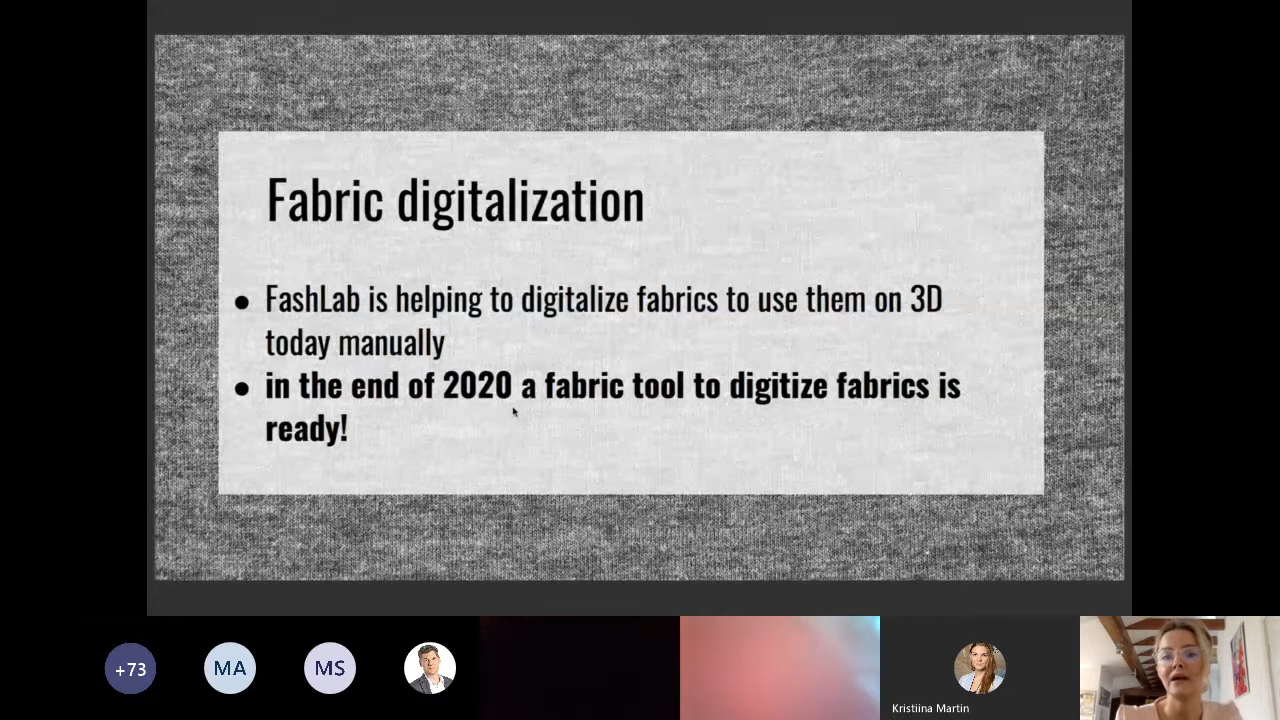 Fabric digitalization
● FashLab is helping to digitalize fabrics to use them on 3D
today manually
● in the end of 2020 a fabric tool to digitize fabrics is
ready!
+73
MA
MS
Kristiina Martin